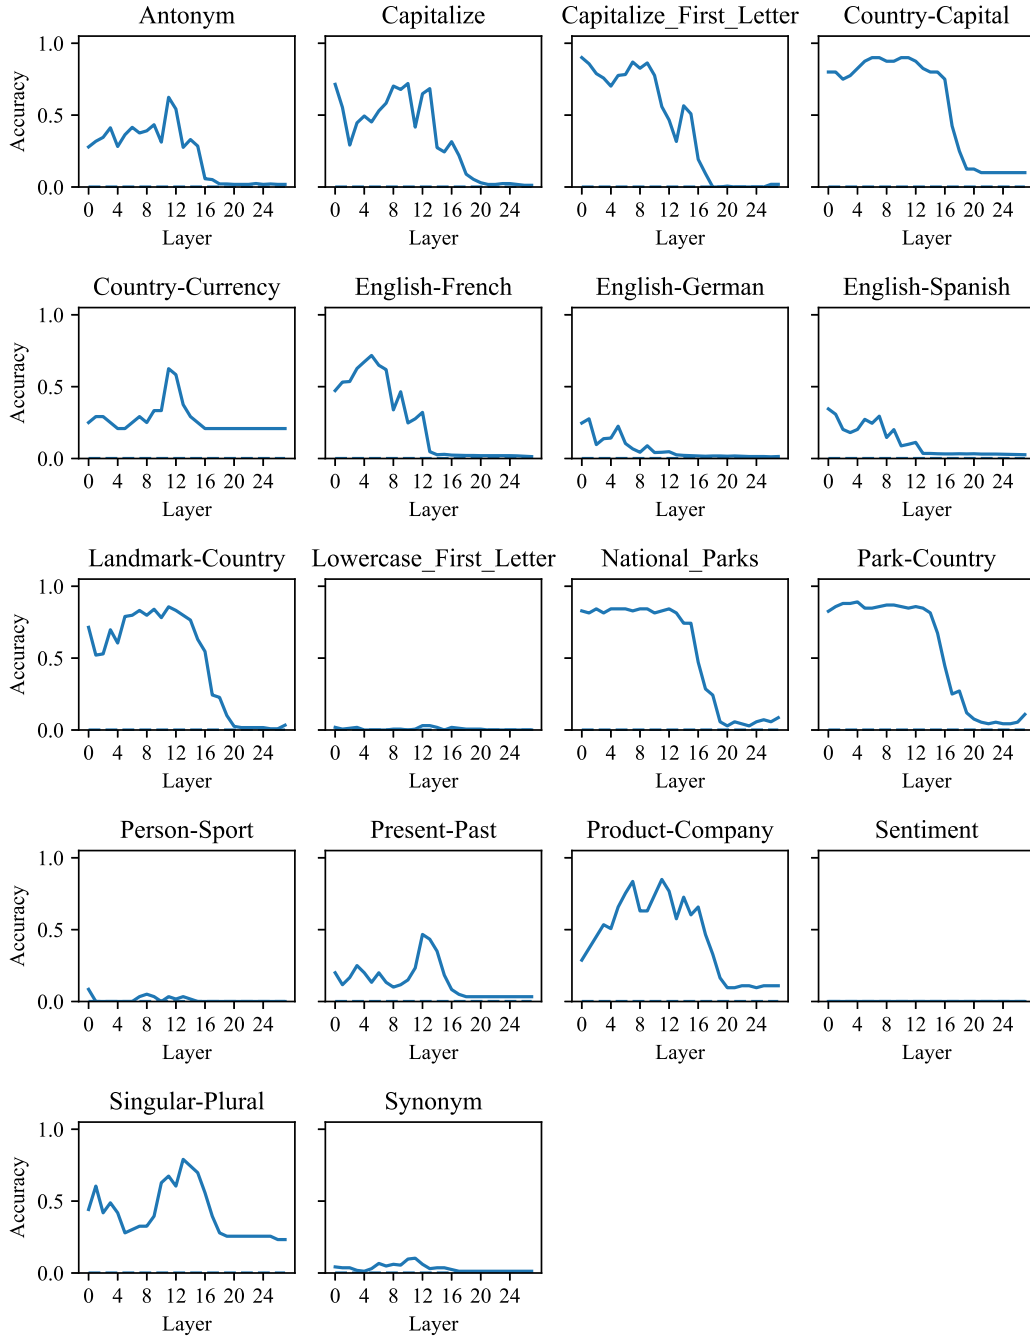 Antonym Capitalize Capitalize_First_Letter Country-Capital
1.0
0.5
0.0
Accuracy
0 4 8 12 16 20 24 0 4 8 12 16 20 24 0 4 8 12 16 20 24 0 4 8 12 16 20 24
Layer Layer Layer Layer
Country-Currency English-French English-German English-Spanish
1.0
0.5
0.0
Accuracy
0 4 8 12 16 20 24 0 4 8 12 16 20 24 0 4 8 12 16 20 24 0 4 8 12 16 20 24
Layer Layer Layer Layer
Landmark-Country Lowercase_First_Letter National_Parks Park-Country
1.0
0.5
0.0
Accuracy
0 4 8 12 16 20 24 0 4 8 12 16 20 24 0 4 8 12 16 20 24 0 4 8 12 16 20 24
Layer Layer Layer Layer
Person-Sport Present-Past Product-Company Sentiment
1.0
0.5
0.0
Accuracy
0 4 8 12 16 20 24 0 4 8 12 16 20 24 0 4 8 12 16 20 24 0 4 8 12 16 20 24
Layer Layer Layer Layer
Singular-Plural Synonym
1.0
0.5
0.0
Accuracy
0 4 8 12 16 20 24 0 4 8 12 16 20 24
Layer Layer